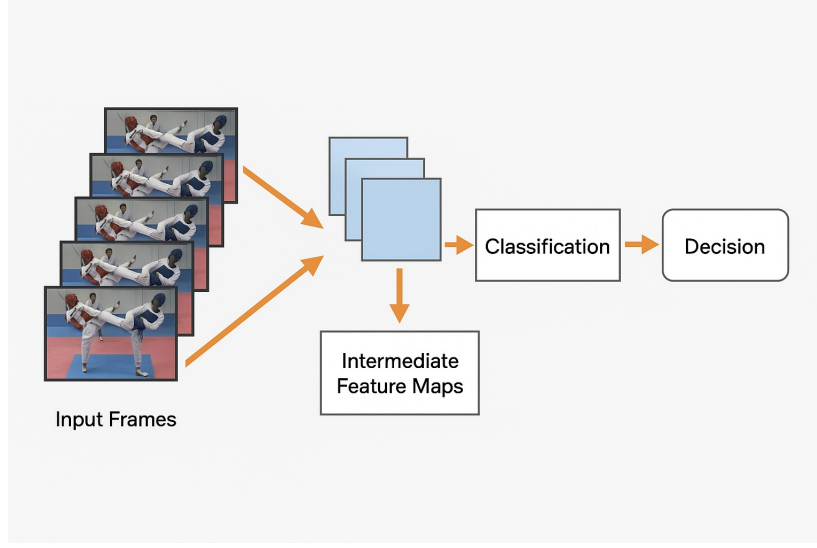 Input Frames
Intermediate
Feature Maps
Classification
Decision